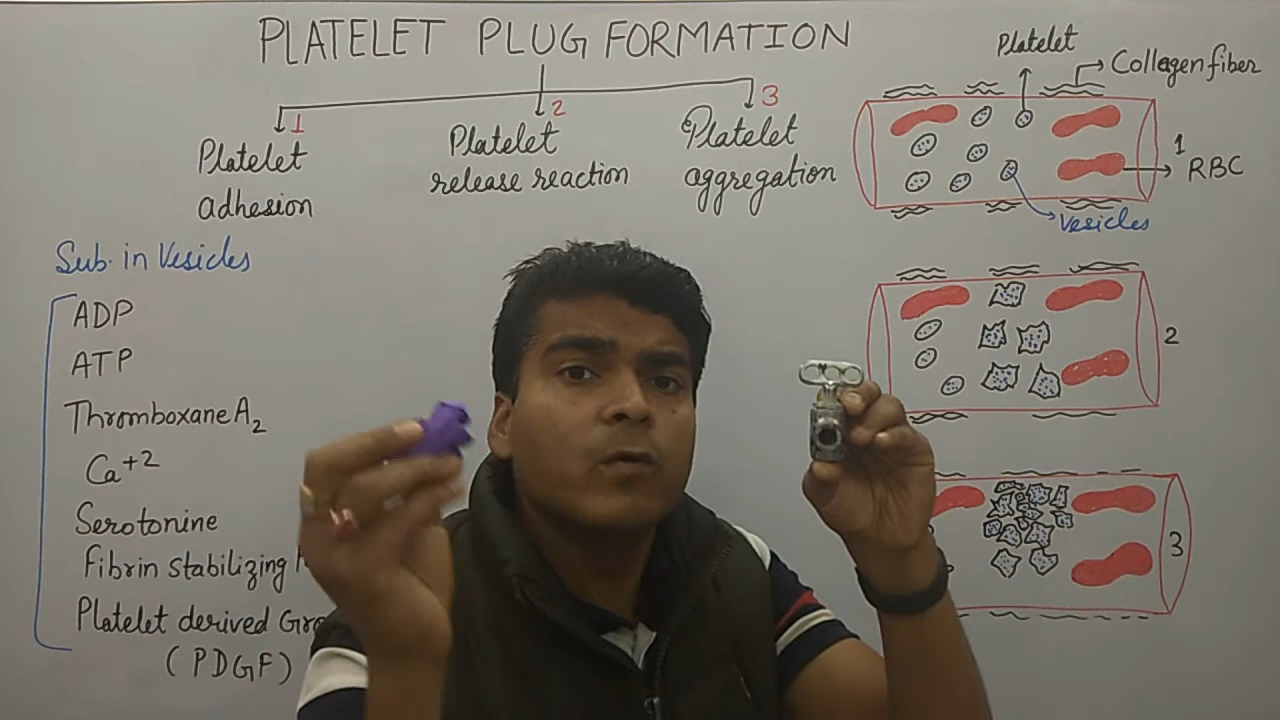 PLATELET PLUG FORMATION
1
Platelet
adhesion
2
Platelet
release reaction
3
Platelet
aggregation
Sub. in Vesicles
ADP
ATP
Thromboxane A2
Ca+2
Serotonine
Fibrin stabilizing
Platelet derived Gro
(PDGF)
Platelet
Collagen fiber
1
RBC
Vesicles
2
3